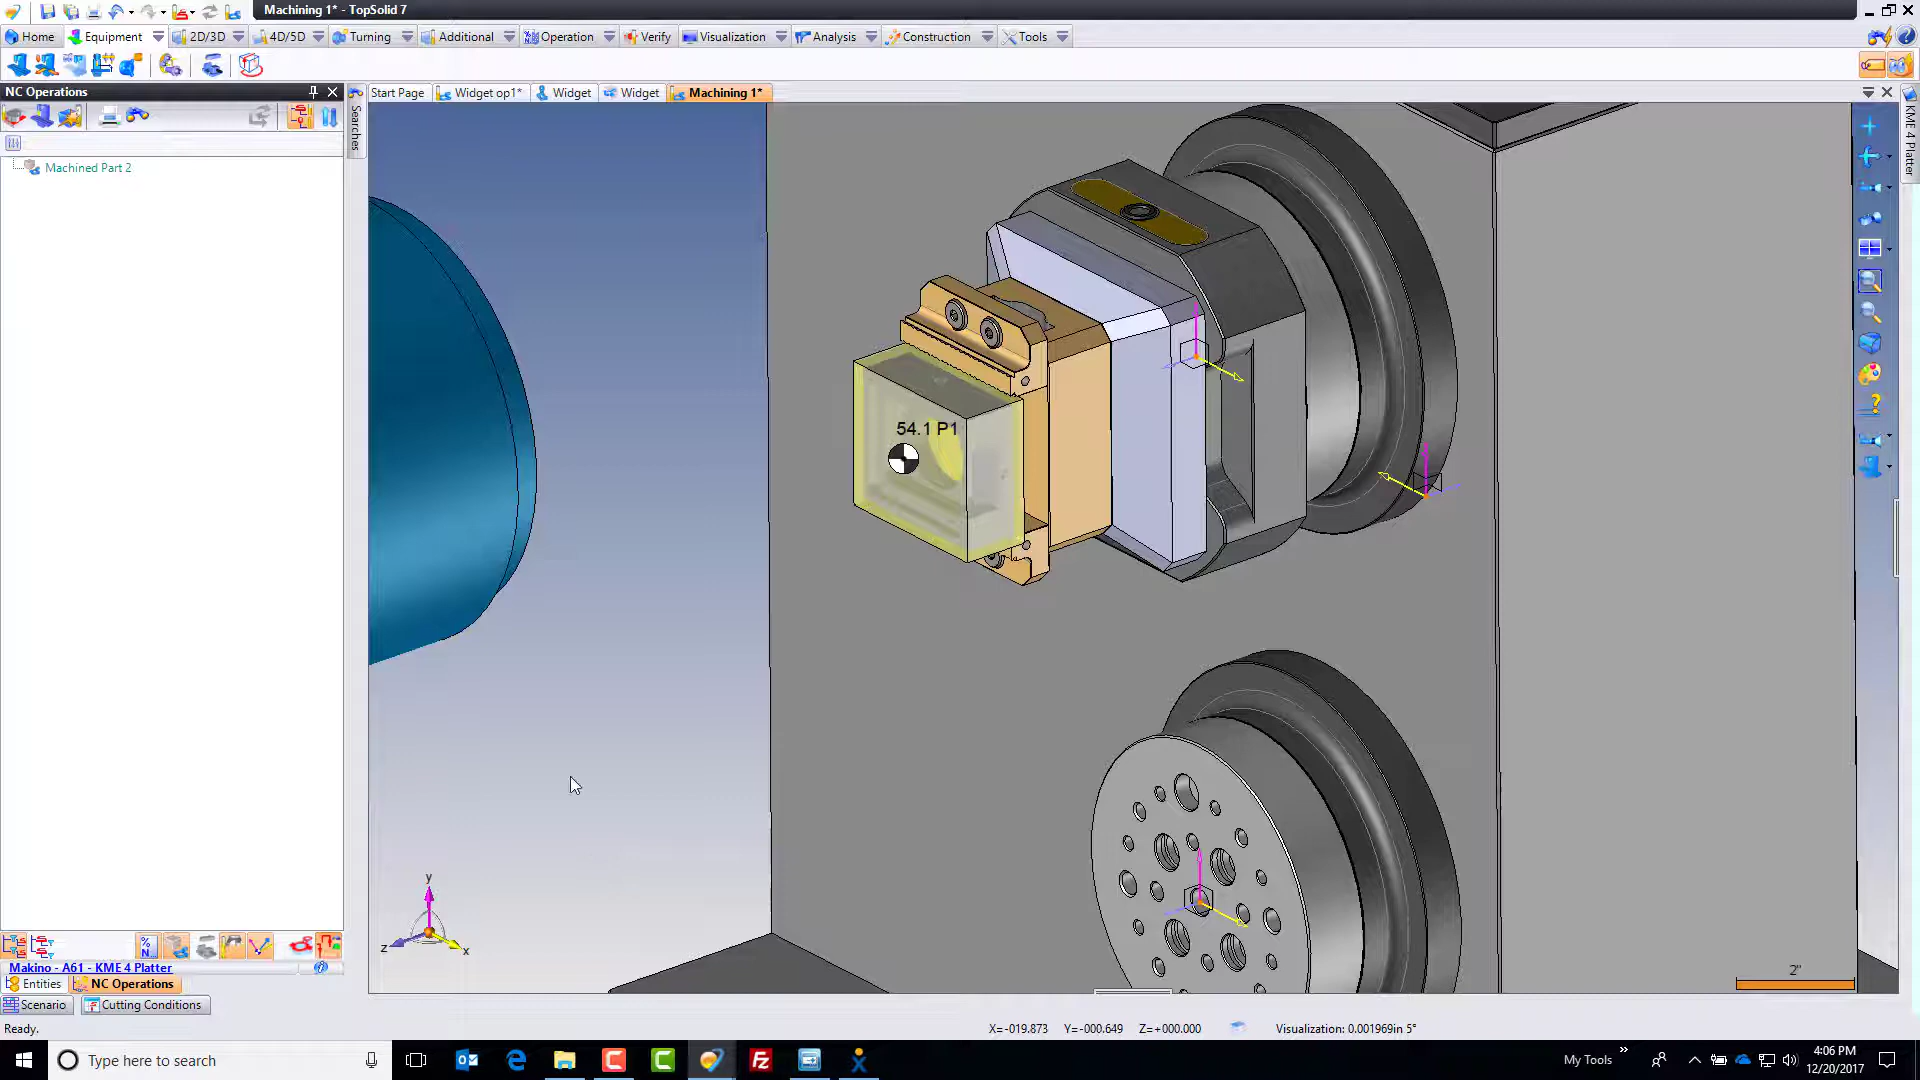 Machining 1* - TopSolid 7
Home
Equipment
2D/3D
4D/5D
Turning
Additional
Operation
Verify
Visualization
Analysis
Construction
Tools
NC Operations
Start Page
Widget op1*
Widget
Widget
Machining 1*
Searches
KME 4 Platter
Machined Part 2
54.1 P1
y
z
x
2"
Makino - A61 - KME 4 Platter
Entities
NC Operations
Scenario
Cutting Conditions
Ready.
X=-019.873 Y=-000.649 Z=+000.000
Visualization: 0.001969in 5°
Type here to search
My Tools
4:06 PM
12/20/2017